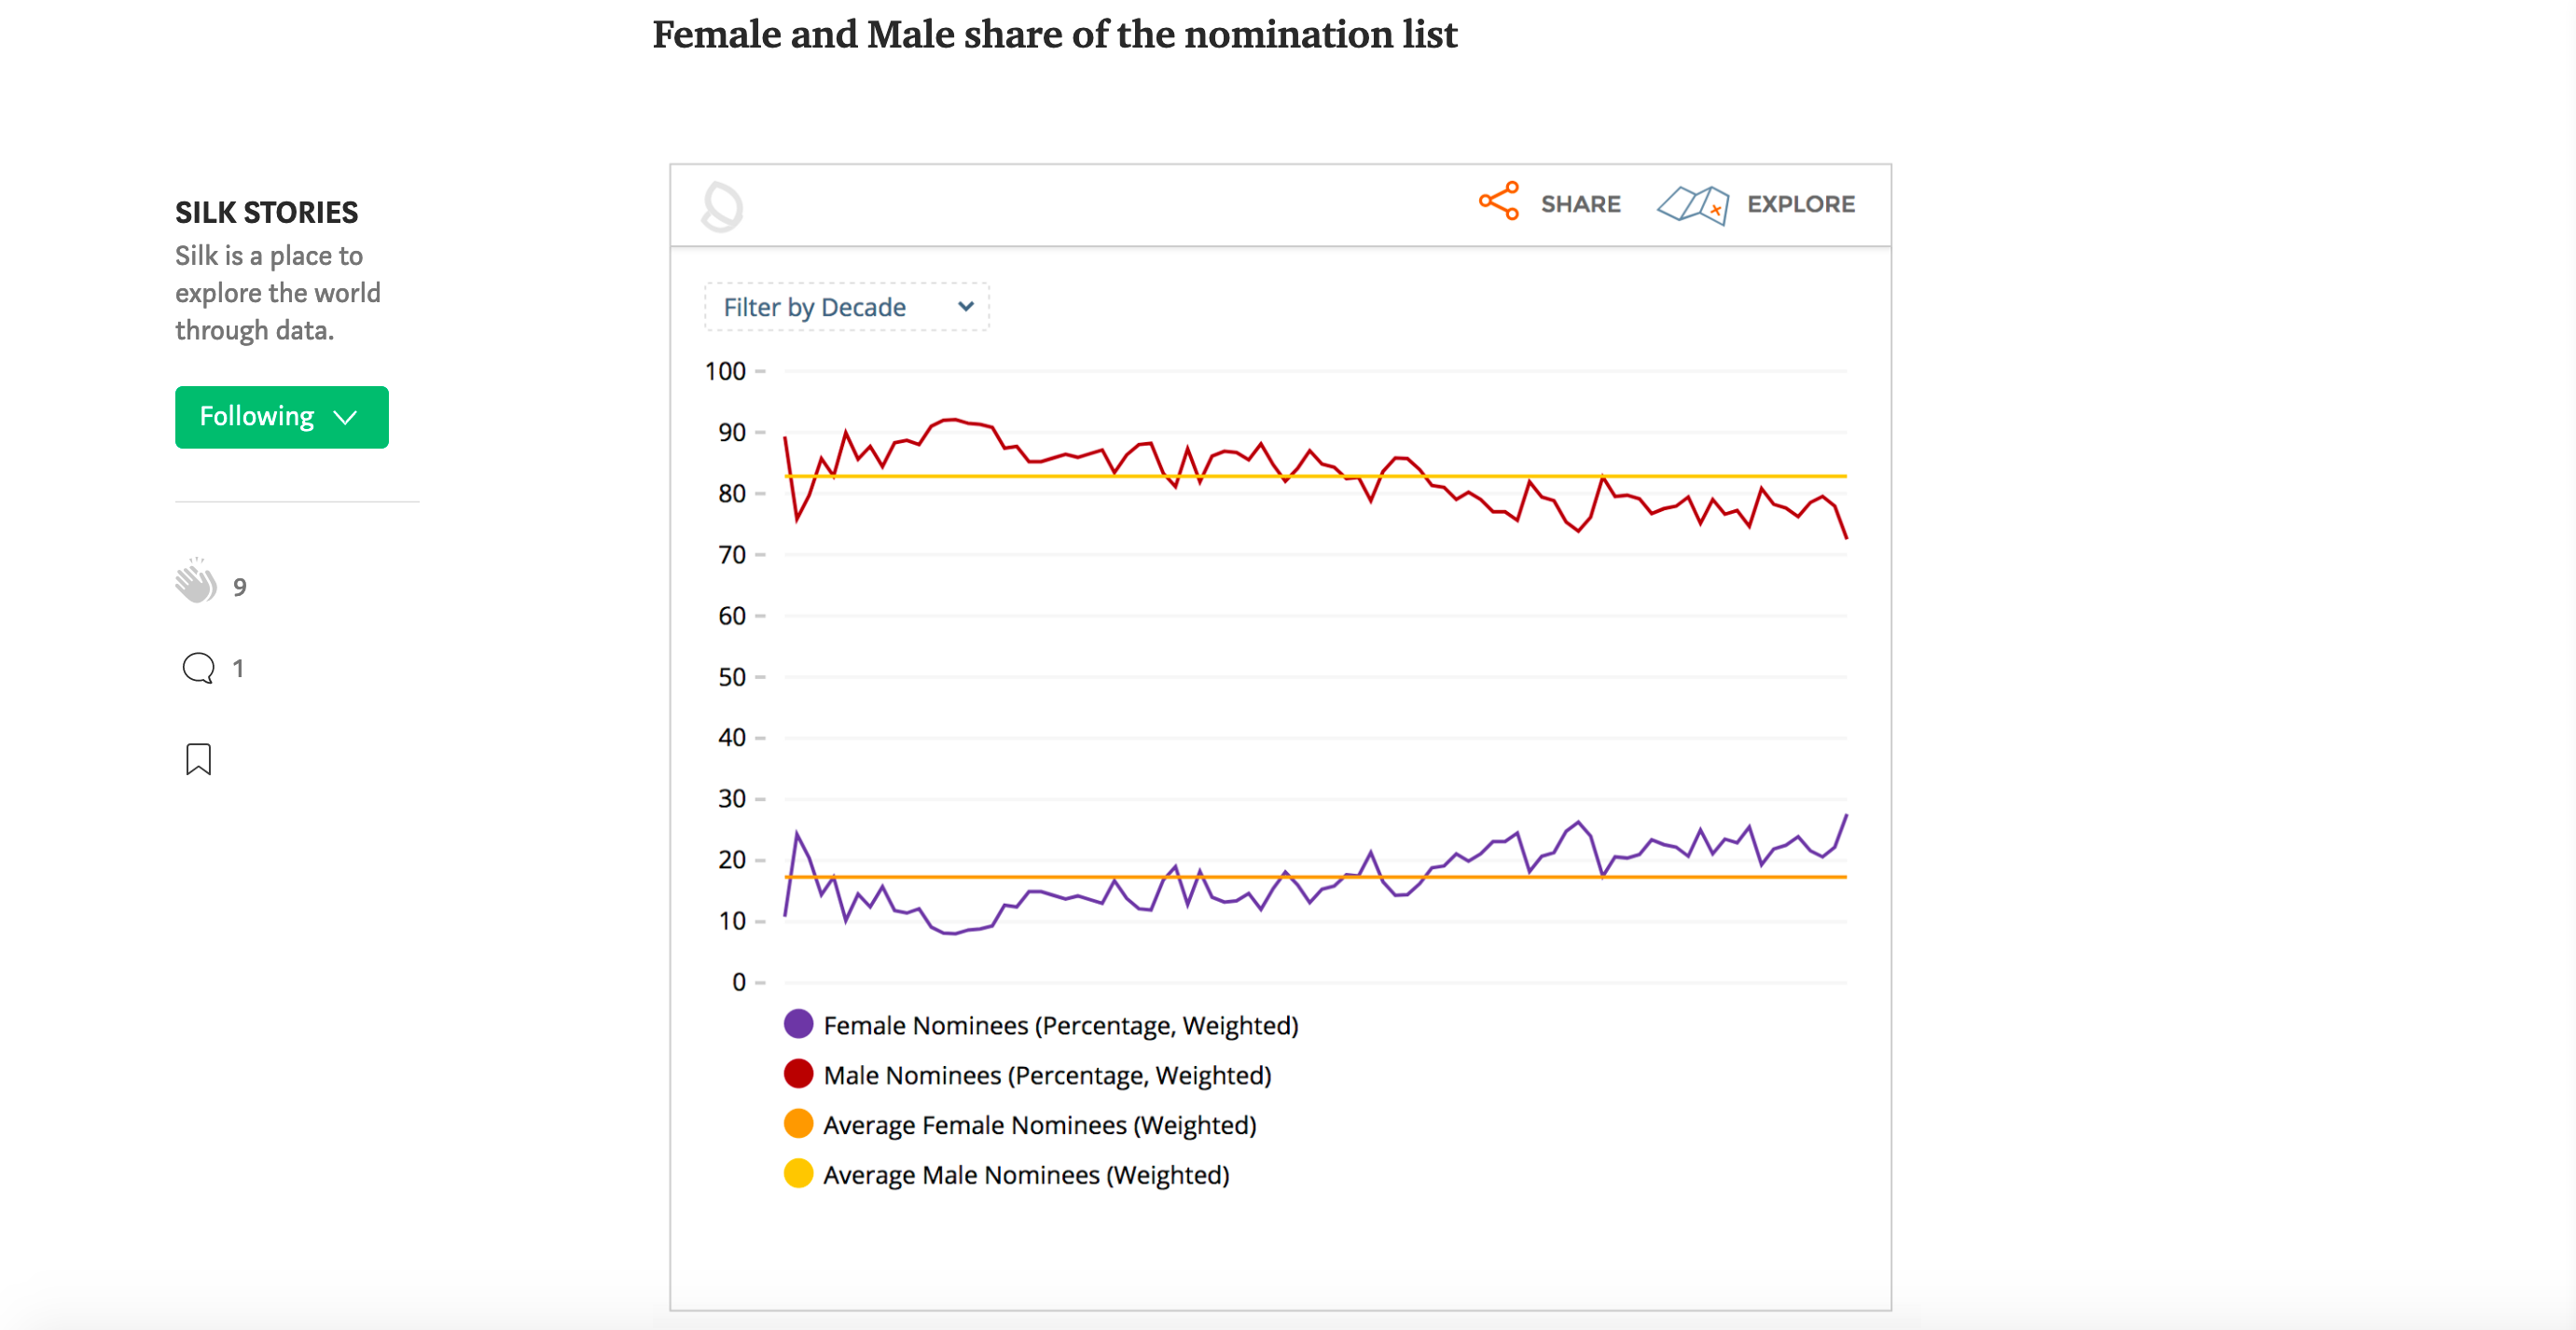 Female and Male share of the nomination list
SILK STORIES
Silk is a place to
explore the world
through data.
Following
9
1
SHARE
EXPLORE
Filter by Decade
100
90
80
70
60
50
40
30
20
10
0
Female Nominees (Percentage, Weighted)
Male Nominees (Percentage, Weighted)
Average Female Nominees (Weighted)
Average Male Nominees (Weighted)